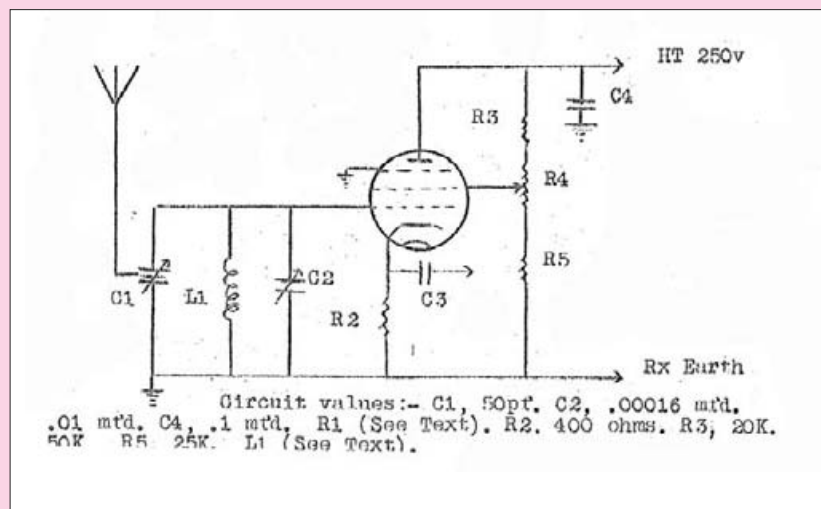 HT 250v
C4
R3
R4
C1
L1
C2
R5
C3
R2
Rx Earth
Circuit values:- C1, 50pf. C2, .00016 mfd.
.01 mfd. C4, .1 mfd. R1 (See Text). R2. 400 ohms. R3, 20K.
50K. R5. 25K. L1 (See Text).